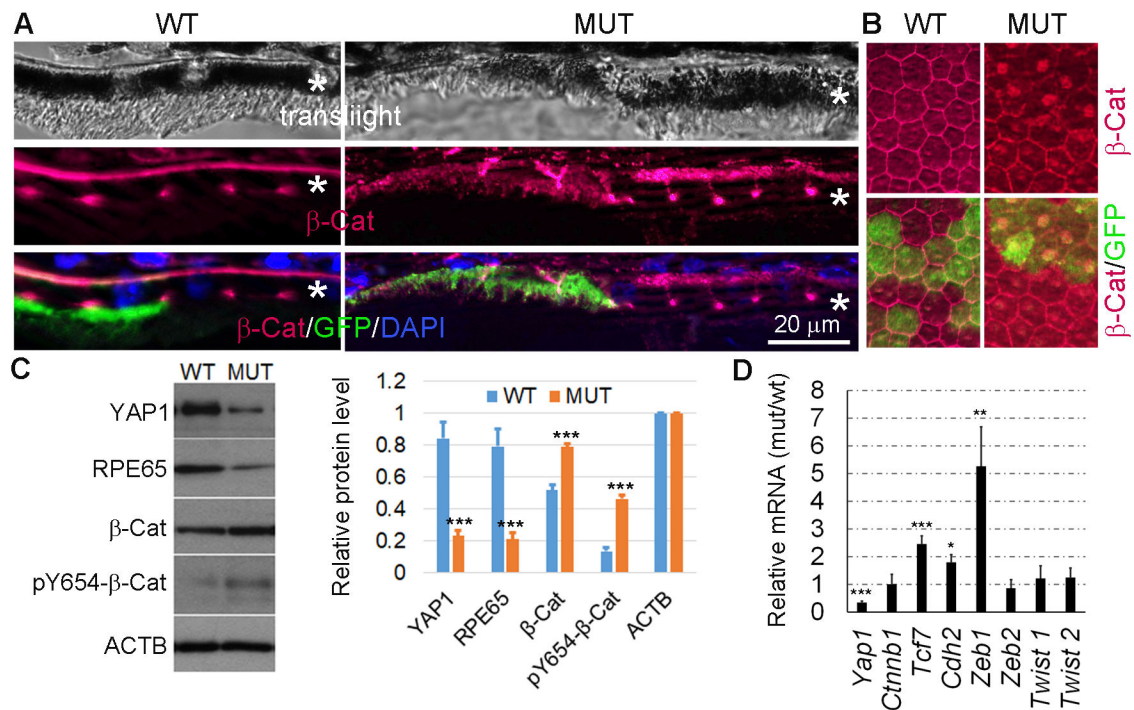 A WT MUT
transliight
β-Cat
β-Cat/GFP/DAPI
20 μm
B WT MUT
β-Cat
β-Cat/GFP
C WT MUT
YAP1
RPE65
β-Cat
pY654-β-Cat
ACTB
Relative protein level
WT MUT
1.2
1
0.8
0.6
0.4
0.2
0
*** *** *** ***
YAP1
RPE65
β-Cat
pY654-β-Cat
ACTB
D
Relative mRNA (mut/wt)
8
7
6
5
4
3
2
1
0
*** *** * **
Yap1
Ctnnb1
Tcf7
Cdh2
Zeb1
Zeb2
Twist 1
Twist 2